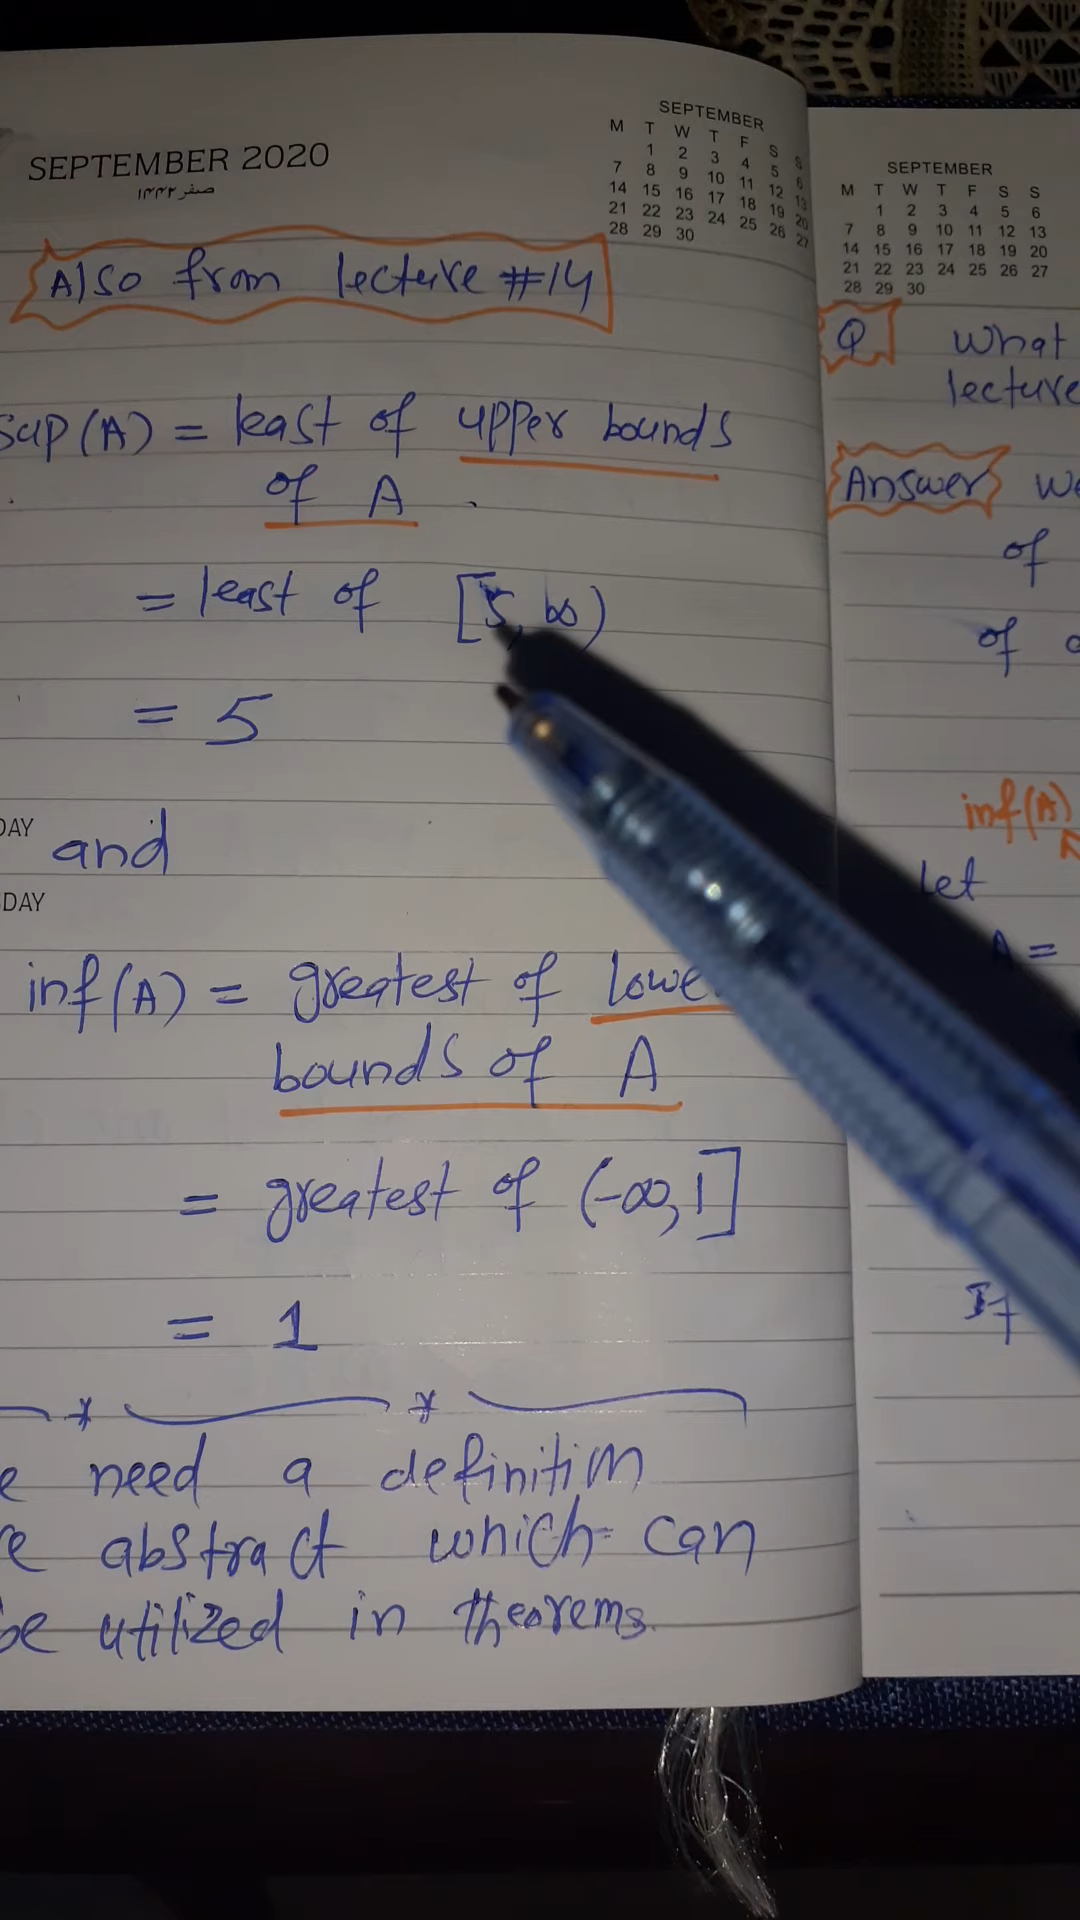 SEPTEMBER 2020
صفر ۱۴۴۲
SEPTEMBER
M T W T F S S
1 2 3 4 5 6
7 8 9 10 11 12 13
14 15 16 17 18 19 20
21 22 23 24 25 26 27
28 29 30
Also from lecture #14
sup(A) = least of upper bounds
of A
= least of [5, ∞)
= 5
DAY
and
DAY
inf(A) = greatest of lowe
bounds of A
= greatest of (-∞, 1]
= 1
e need a definition
re abstract which can
be utilized in theorems.
SEPTEMBER
M T W T F S S
1 2 3 4 5 6
7 8 9 10 11 12 13
14 15 16 17 18 19 20
21 22 23 24 25 26 27
28 29 30
Q What
lecture
Answer We
of
of
inf(A)
Let
A =
If